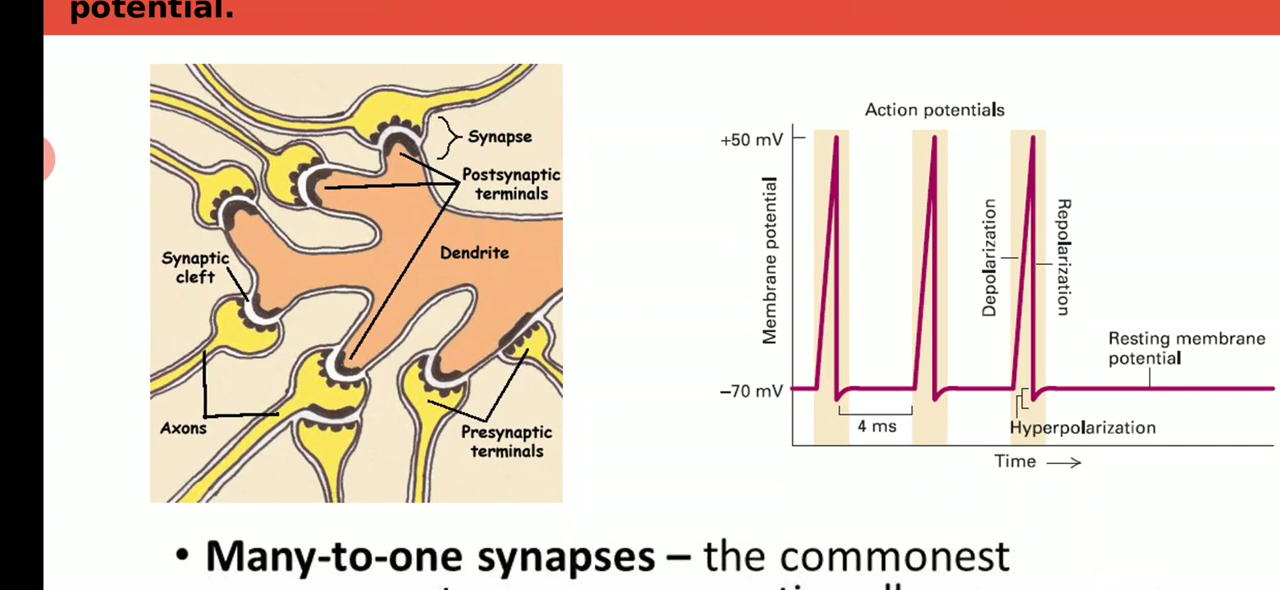 potential.
Synapse
Postsynaptic
terminals
Dendrite
Synaptic
cleft
Axons
Presynaptic
terminals
Action potentials
+50 mV
Membrane potential
Depolarization
Repolarization
Resting membrane
potential
–70 mV
4 ms
Hyperpolarization
Time
• Many-to-one synapses – the commonest